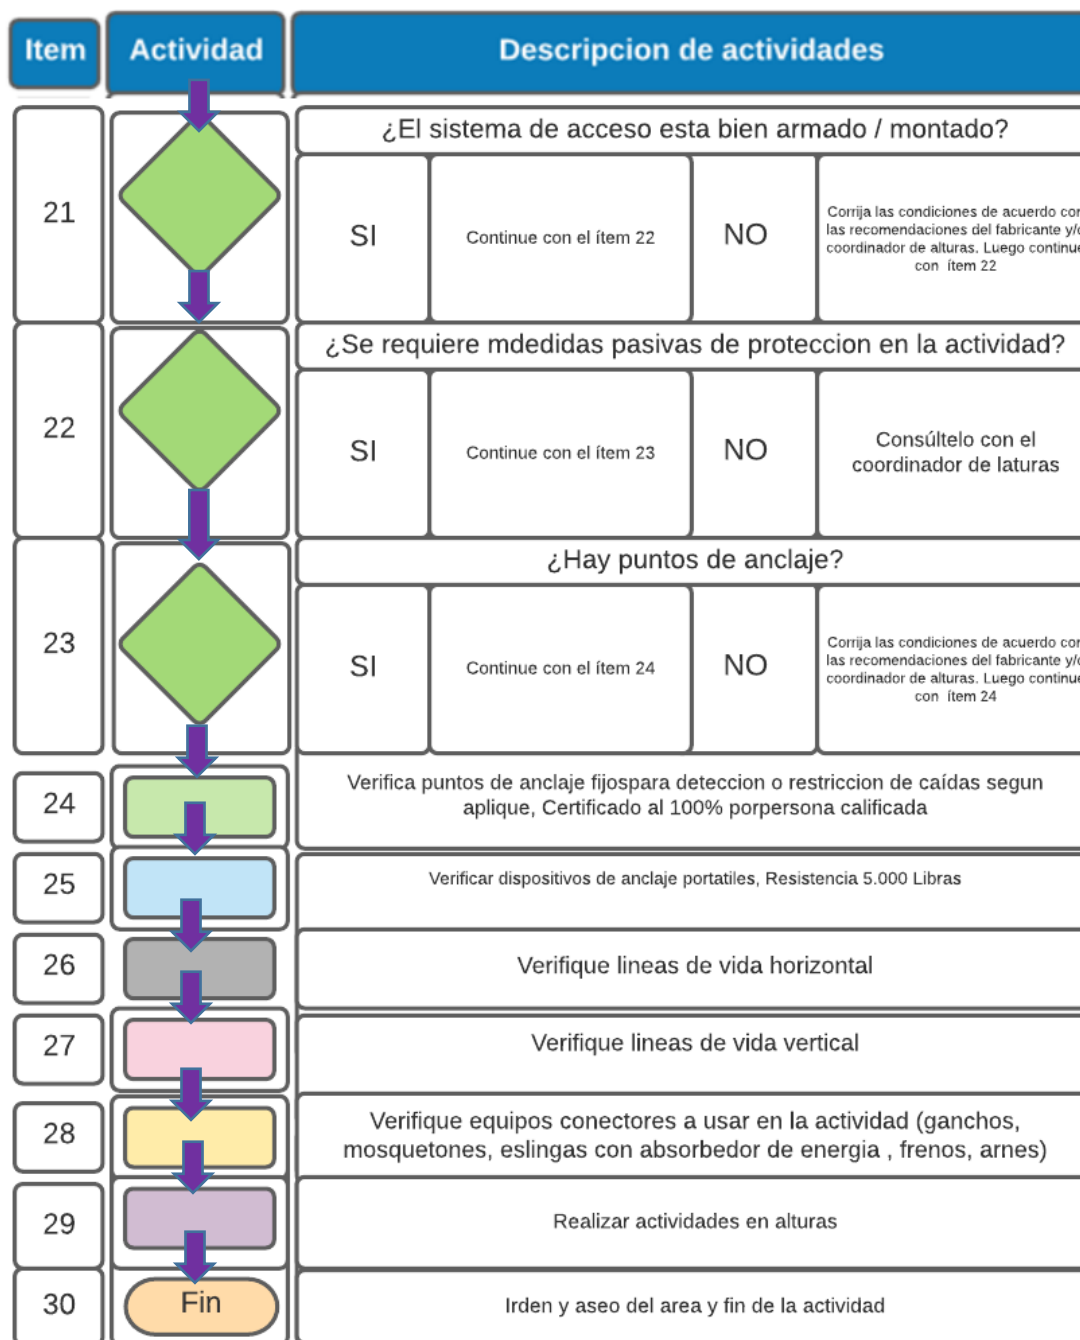 Item
Actividad
Descripcion de actividades
21
¿El sistema de acceso esta bien armado / montado?
SI
Continue con el ítem 22
NO
Corrija las condiciones de acuerdo con
las recomendaciones del fabricante y/o
coordinador de alturas. Luego continue
con ítem 22
22
¿Se requiere mdedidas pasivas de proteccion en la actividad?
SI
Continue con el ítem 23
NO
Consúltelo con el
coordinador de laturas
23
¿Hay puntos de anclaje?
SI
Continue con el ítem 24
NO
Corrija las condiciones de acuerdo con
las recomendaciones del fabricante y/o
coordinador de alturas. Luego continue
con ítem 24
24
Verifica puntos de anclaje fijospara deteccion o restriccion de caídas segun
aplique, Certificado al 100% porpersona calificada
25
Verificar dispositivos de anclaje portatiles, Resistencia 5.000 Libras
26
Verifique lineas de vida horizontal
27
Verifique lineas de vida vertical
28
Verifique equipos conectores a usar en la actividad (ganchos,
mosquetones, eslingas con absorbedor de energia , frenos, arnes)
29
Realizar actividades en alturas
30
Fin
Irden y aseo del area y fin de la actividad